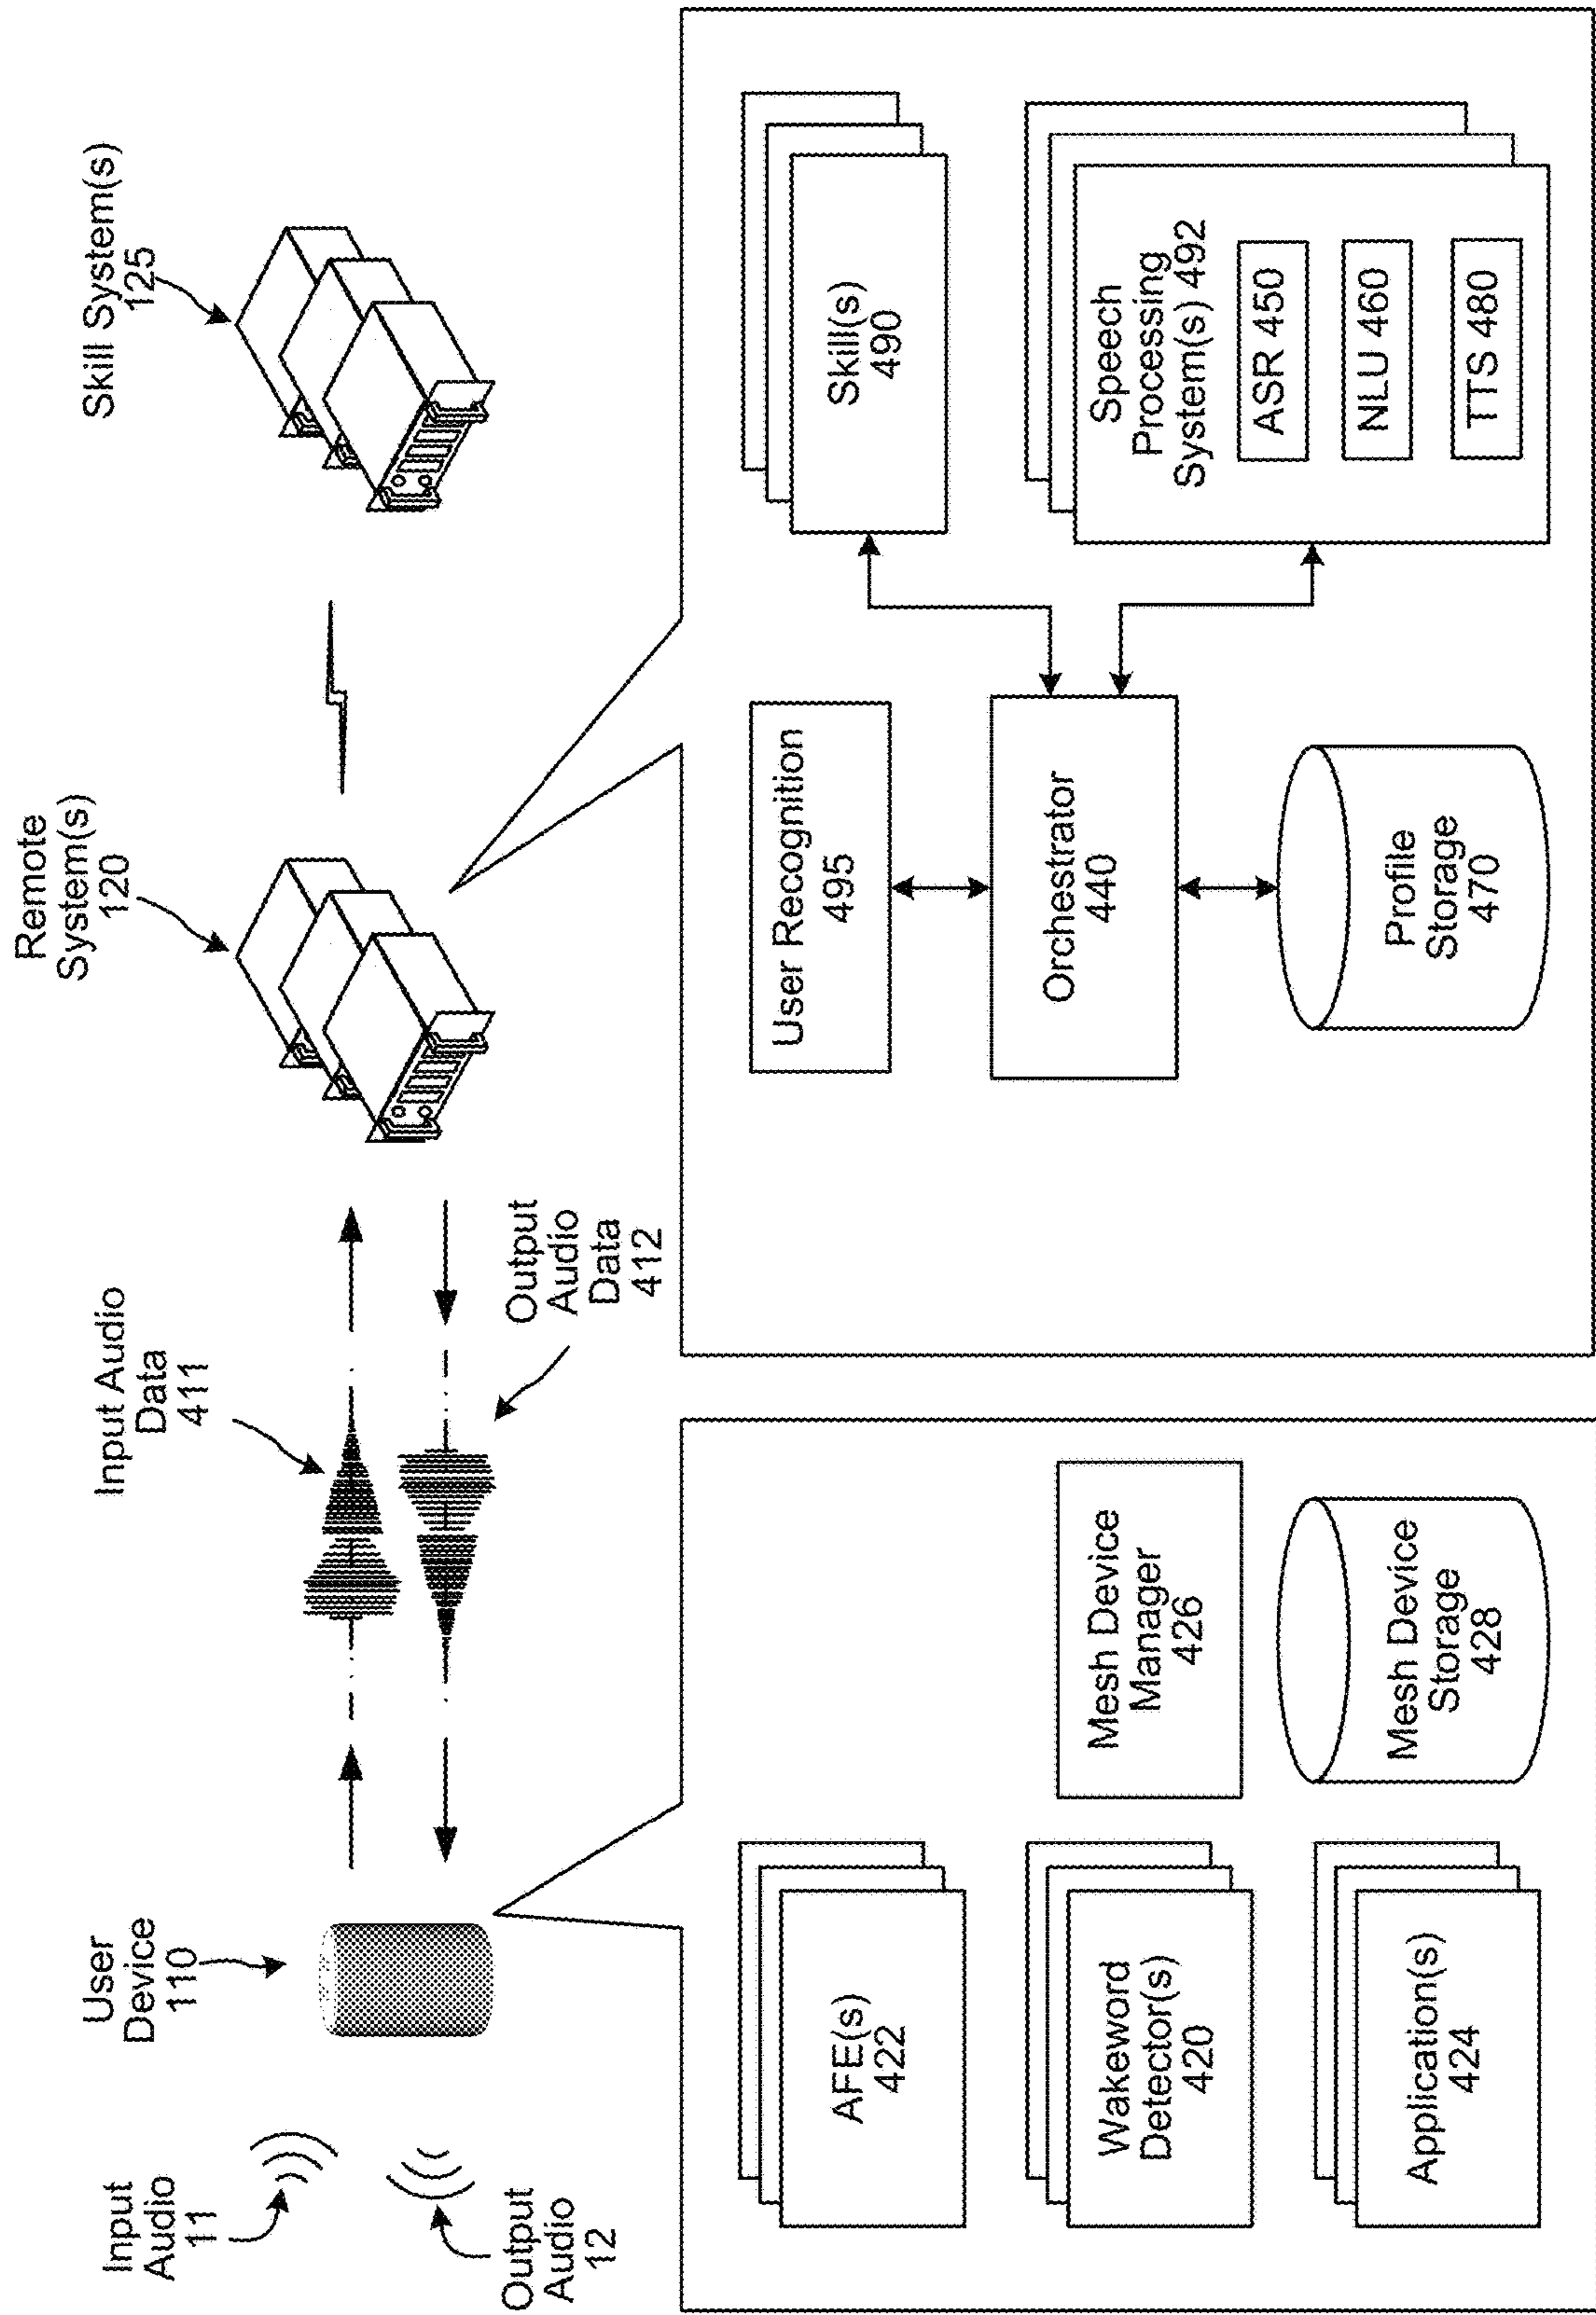 Input
Audio
11
Output
Audio
12
User
Device
110
Input Audio
Data
411
Output
Audio
Data
412
Remote
System(s)
120
Skill System(s)
125
AFE(s)
422
Wakeword
Detector(s)
420
Application(s)
424
Mesh Device
Manager
426
Mesh Device
Storage
428
User Recognition
495
Orchestrator
440
Profile
Storage
470
Skill(s)
490
Speech
Processing
System(s) 492
ASR 450
NLU 460
TTS 480